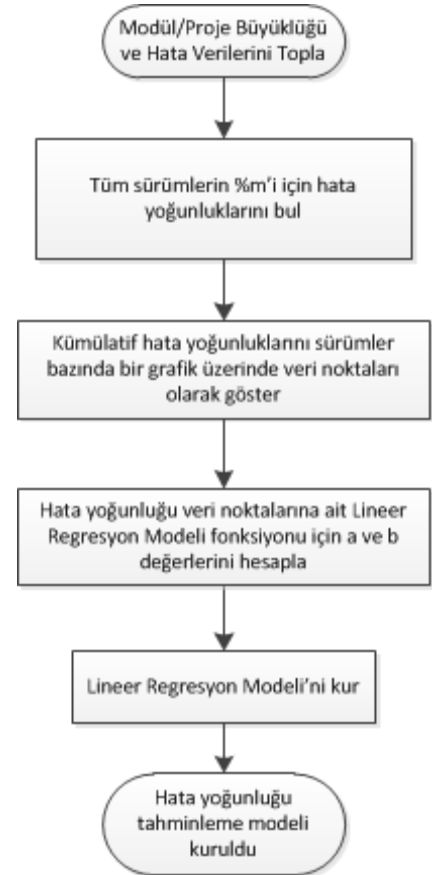 Modül/Proje Büyüklüğü
ve Hata Verilerini Topla
Tüm sürümlerin %m'i için hata
yoğunluklarını bul
Kümülatif hata yoğunluklarını sürümler
bazında bir grafik üzerinde veri noktaları
olarak göster
Hata yoğunluğu veri noktalarına ait Lineer
Regresyon Modeli fonksiyonu için a ve b
değerlerini hesapla
Lineer Regresyon Modeli'ni kur
Hata yoğunluğu
tahminleme modeli
kuruldu